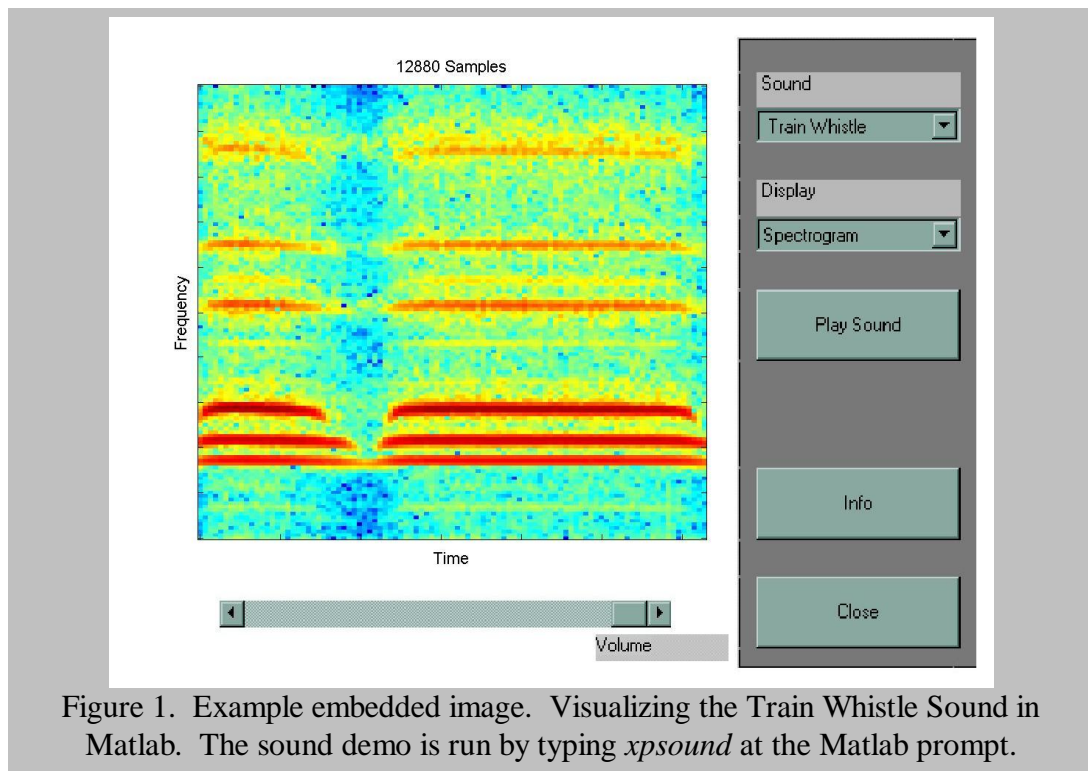 12880 Samples
Frequency
Time
Volume
Sound
Train Whistle
Display
Spectrogram
Play Sound
Info
Close
Figure 1. Example embedded image. Visualizing the Train Whistle Sound in
Matlab. The sound demo is run by typing xpsound at the Matlab prompt.